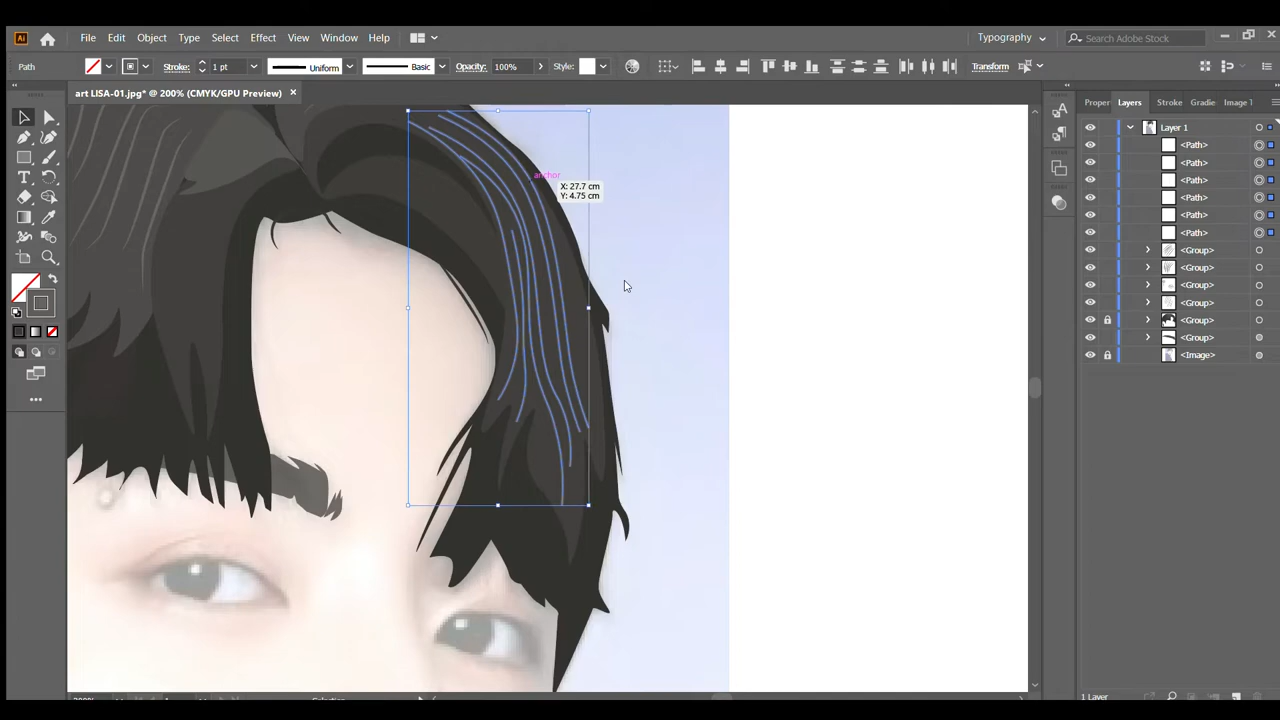 Ai File Edit Object Type Select Effect View Window Help Typography Search Adobe Stock
Path Stroke: 1 pt Uniform Basic Opacity: 100% Style: Transform
art LISA-01.jpg* @ 200% (CMYK/GPU Preview) Proper Layers Stroke Gradie Image T
Layer 1
<Path>
<Path>
<Path>
<Path>
<Path>
<Path>
<Group>
<Group>
<Group>
<Group>
<Group>
<Group>
<Image>
anchor
X: 27.7 cm
Y: 4.75 cm
1 Layer
200%
Selection